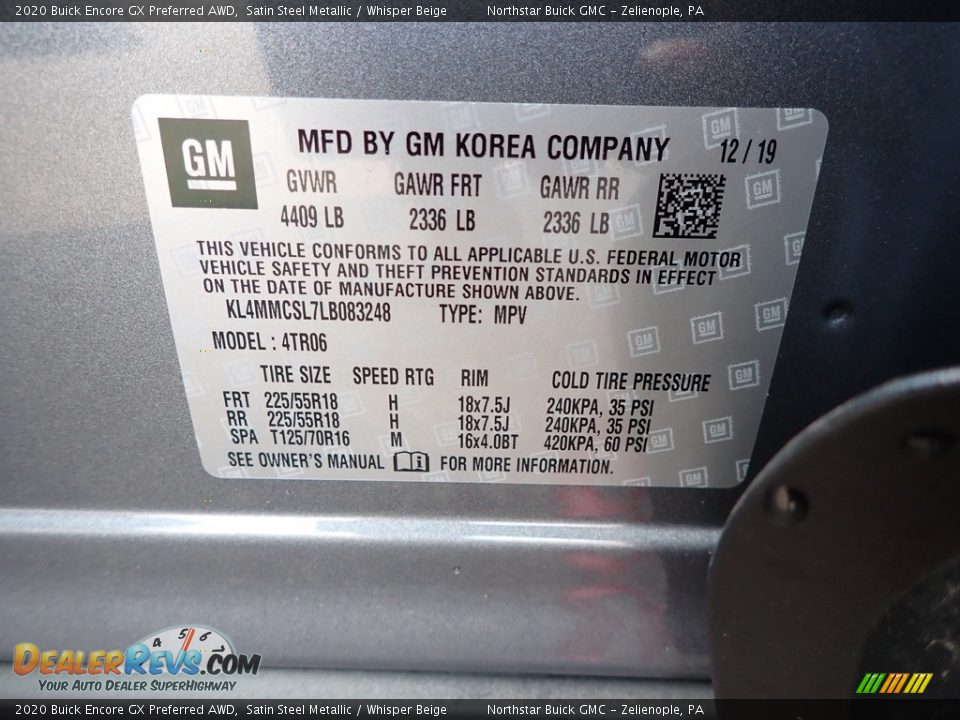 2020 Buick Encore GX Preferred AWD, Satin Steel Metallic / Whisper Beige Northstar Buick GMC - Zelienople, PA
GM MFD BY GM KOREA COMPANY 12/19
GVWR GAWR FRT GAWR RR
4409 LB 2336 LB 2336 LB
THIS VEHICLE CONFORMS TO ALL APPLICABLE U.S. FEDERAL MOTOR
VEHICLE SAFETY AND THEFT PREVENTION STANDARDS IN EFFECT
ON THE DATE OF MANUFACTURE SHOWN ABOVE.
KL4MMCSL7LB083248 TYPE: MPV
MODEL : 4TR06
TIRE SIZE SPEED RTG RIM COLD TIRE PRESSURE
FRT 225/55R18 H 18x7.5J 240KPA, 35 PSI
RR 225/55R18 H 18x7.5J 240KPA, 35 PSI
SPA T125/70R16 M 16x4.0BT 420KPA, 60 PSI
SEE OWNER'S MANUAL FOR MORE INFORMATION.
4 5 6
DealerRevs.com
Your Auto Dealer SuperHighway
2020 Buick Encore GX Preferred AWD, Satin Steel Metallic / Whisper Beige Northstar Buick GMC - Zelienople, PA